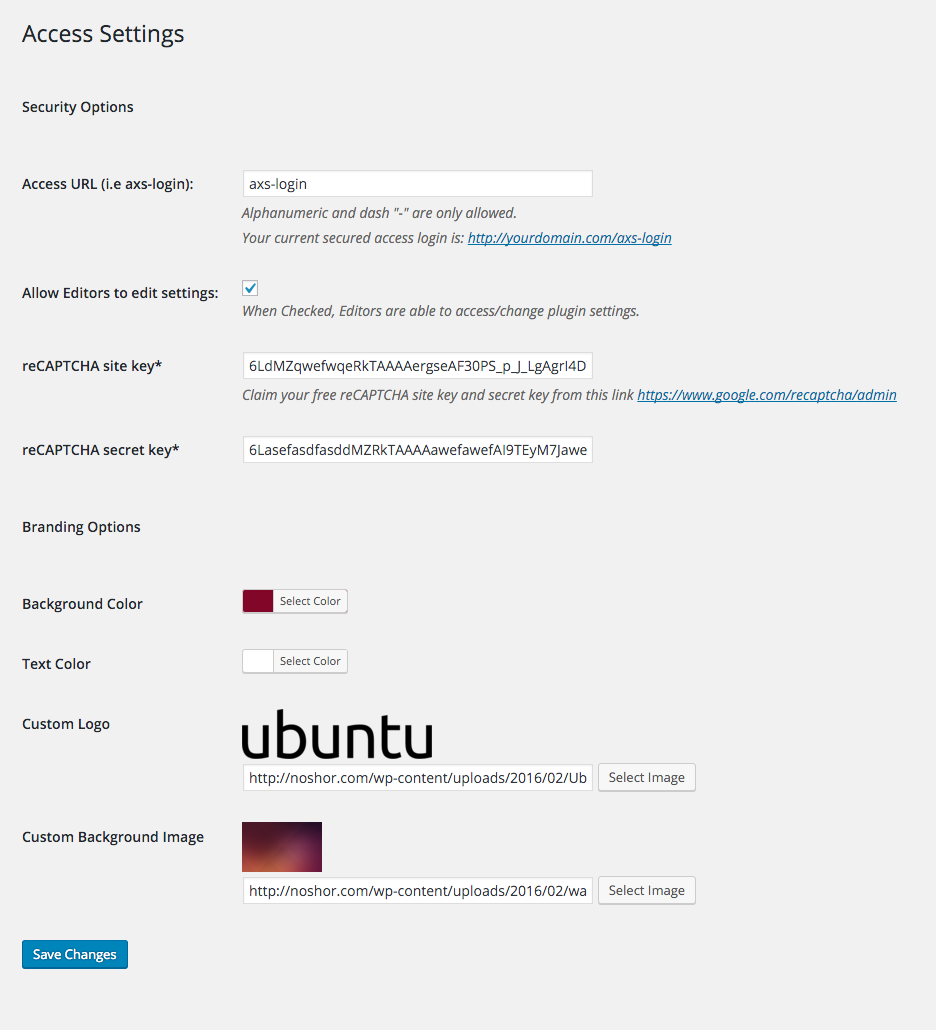 Access Settings
Security Options
Access URL (i.e axs-login):
axs-login
Alphanumeric and dash "-" are only allowed.
Your current secured access login is: http://yourdomain.com/axs-login
Allow Editors to edit settings:
When Checked, Editors are able to access/change plugin settings.
reCAPTCHA site key*
6LdMZqwefwqeRkTAAAAergseAF30PS_p_J_LgAgrI4D
Claim your free reCAPTCHA site key and secret key from this link https://www.google.com/recaptcha/admin
reCAPTCHA secret key*
6LasefasdfasddMZRkTAAAAawefawefAI9TEyM7Jawe
Branding Options
Background Color
Select Color
Text Color
Select Color
Custom Logo
ubuntu
http://noshor.com/wp-content/uploads/2016/02/Ub
Select Image
Custom Background Image
http://noshor.com/wp-content/uploads/2016/02/wa
Select Image
Save Changes